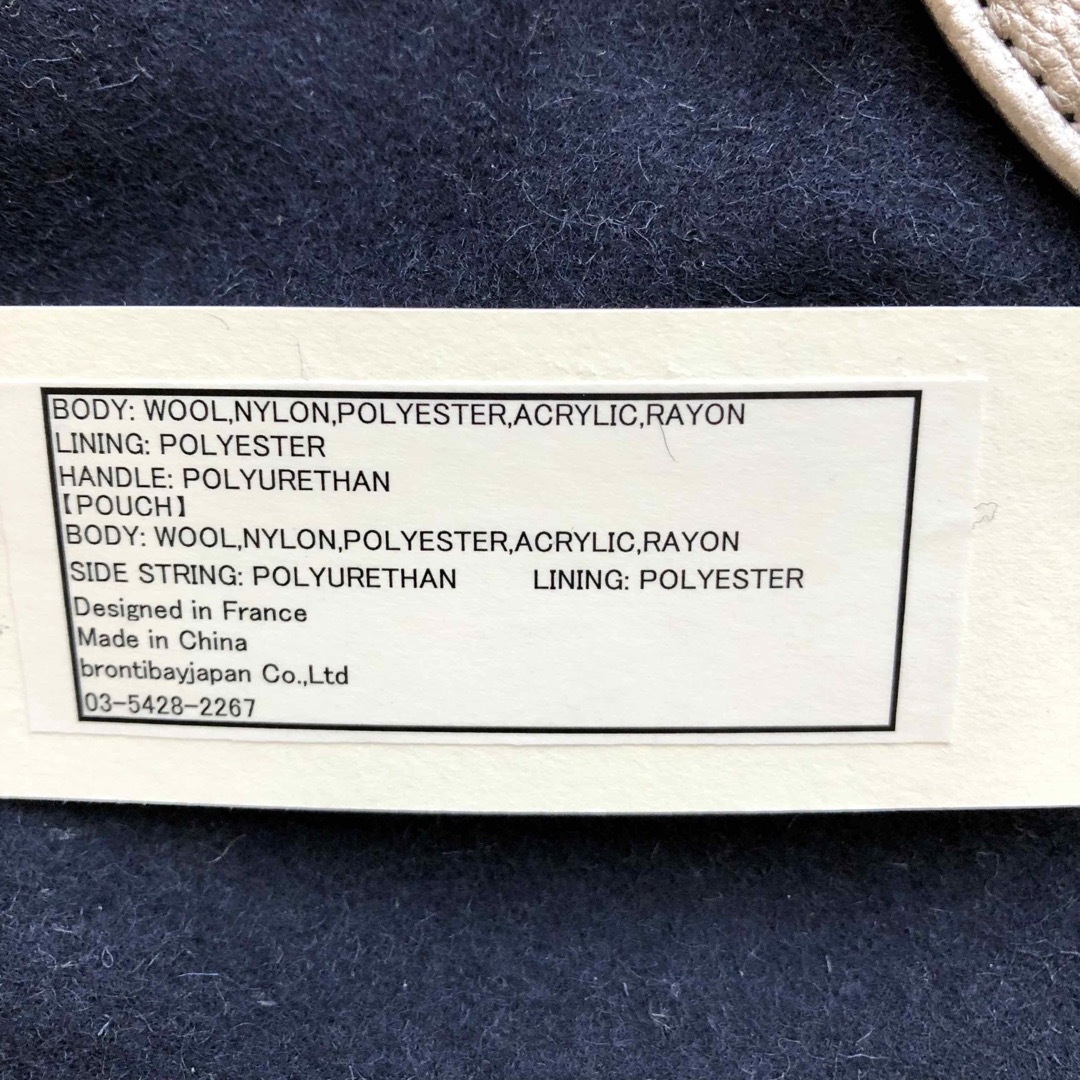 BODY: WOOL,NYLON,POLYESTER,ACRYLIC,RAYON
LINING: POLYESTER
HANDLE: POLYURETHAN
【POUCH】
BODY: WOOL,NYLON,POLYESTER,ACRYLIC,RAYON
SIDE STRING: POLYURETHAN LINING: POLYESTER
Designed in France
Made in China
brontibayjapan Co.,Ltd
03-5428-2267